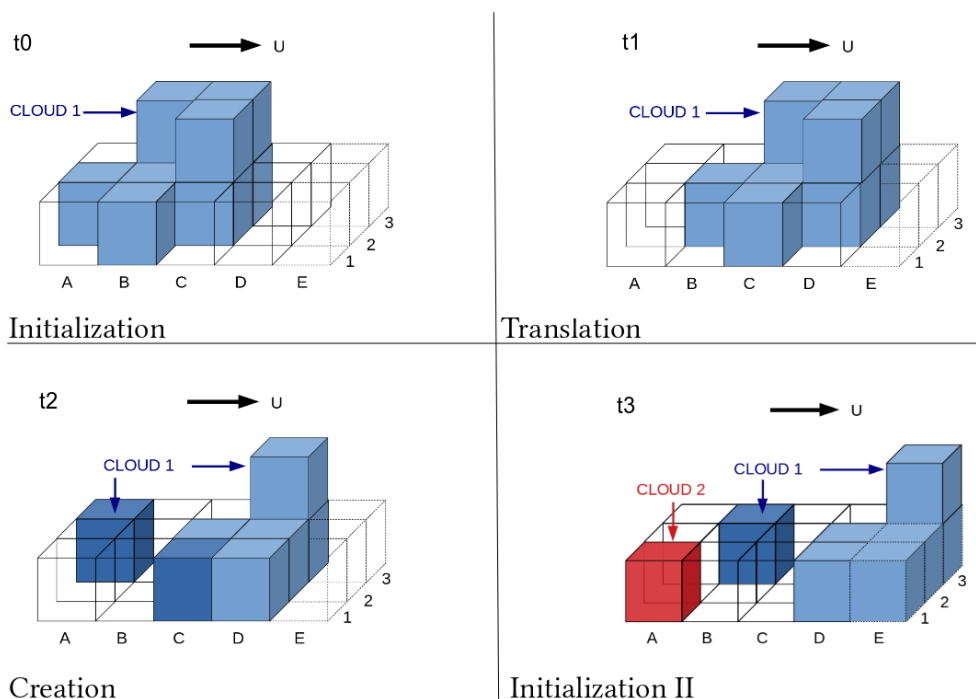 t0
U
CLOUD 1
3
2
1
A B C D E
Initialization
t1
U
CLOUD 1
3
2
1
A B C D E
Translation
t2
U
CLOUD 1
3
2
1
A B C D E
Creation
t3
U
CLOUD 1
CLOUD 2
3
2
1
A B C D E
Initialization II